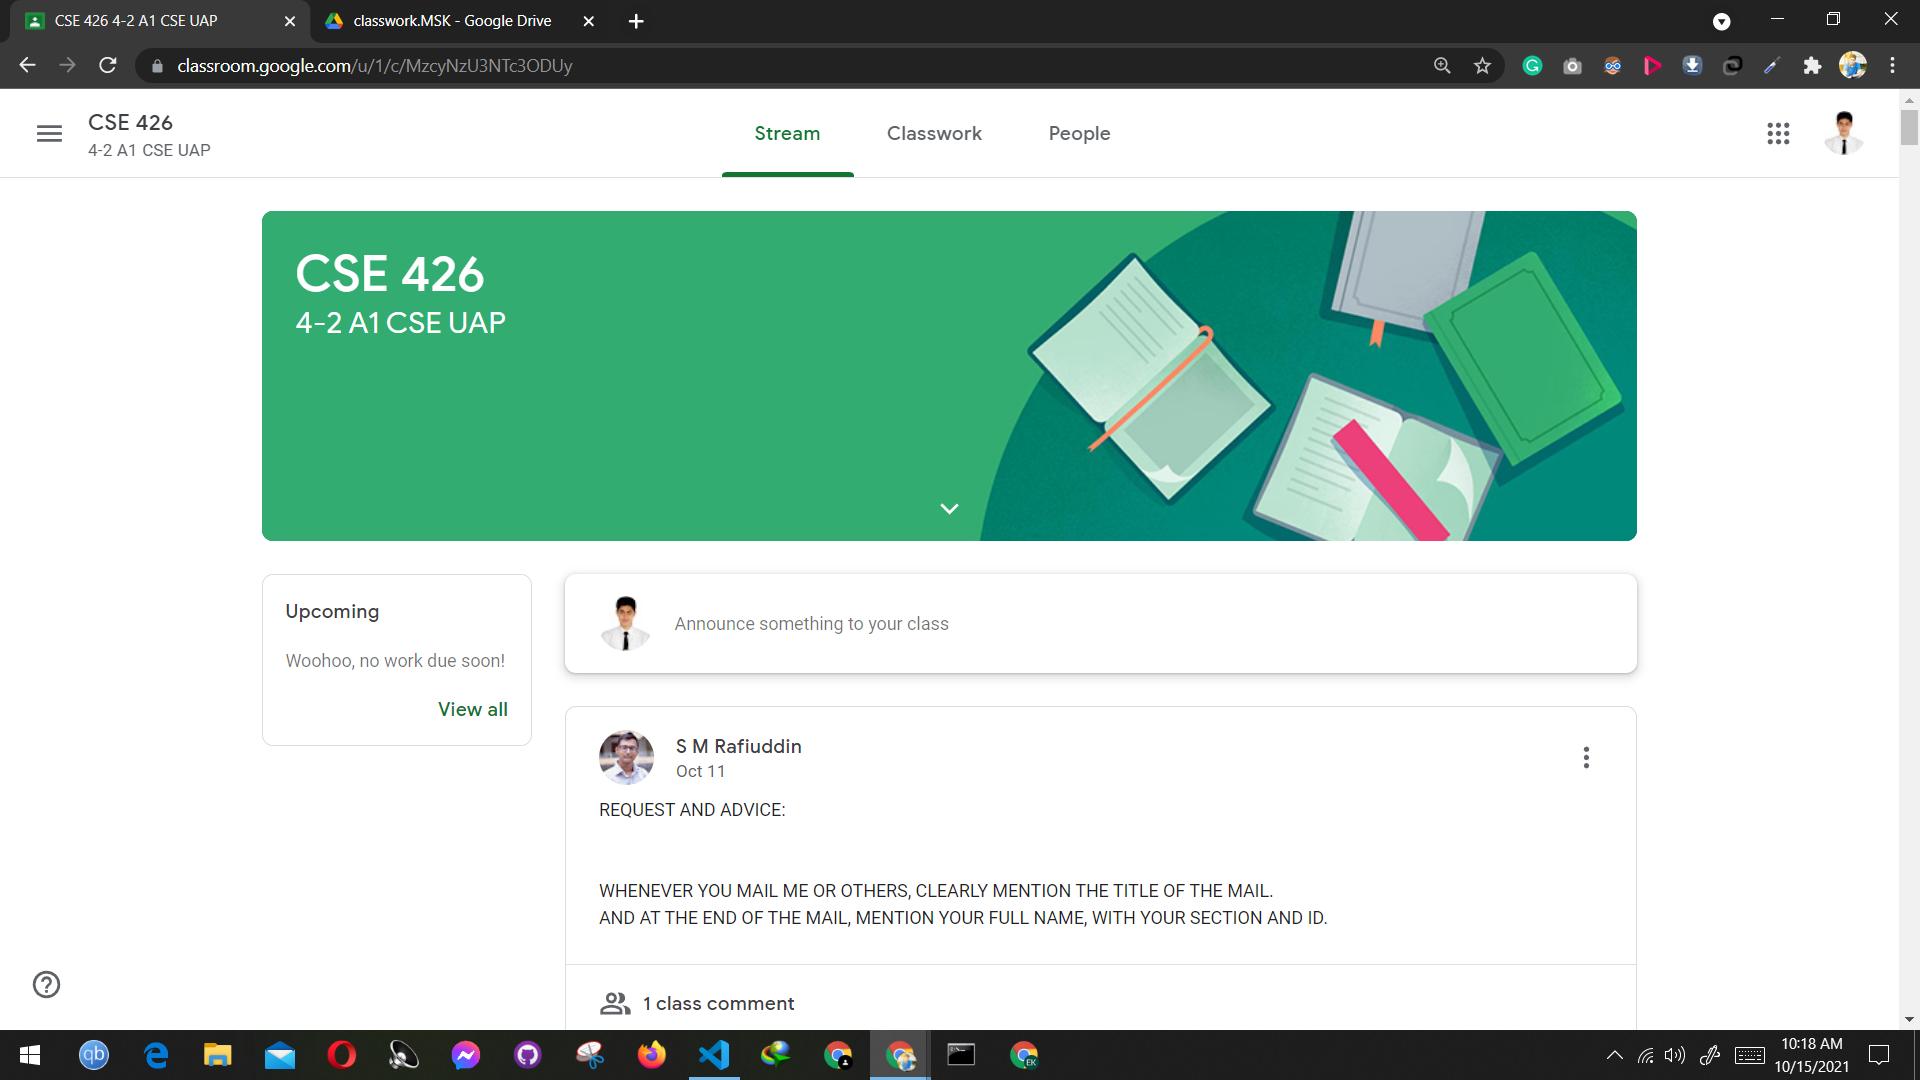 CSE 426 4-2 A1 CSE UAP
classwork.MSK - Google Drive
classroom.google.com/u/1/c/MzcyNzU3NTc3ODUy
CSE 426
4-2 A1 CSE UAP
Stream
Classwork
People
CSE 426
4-2 A1 CSE UAP
Upcoming
Woohoo, no work due soon!
View all
Announce something to your class
S M Rafiuddin
Oct 11
REQUEST AND ADVICE:
WHENEVER YOU MAIL ME OR OTHERS, CLEARLY MENTION THE TITLE OF THE MAIL.
AND AT THE END OF THE MAIL, MENTION YOUR FULL NAME, WITH YOUR SECTION AND ID.
1 class comment
qb
EK
10:18 AM
10/15/2021